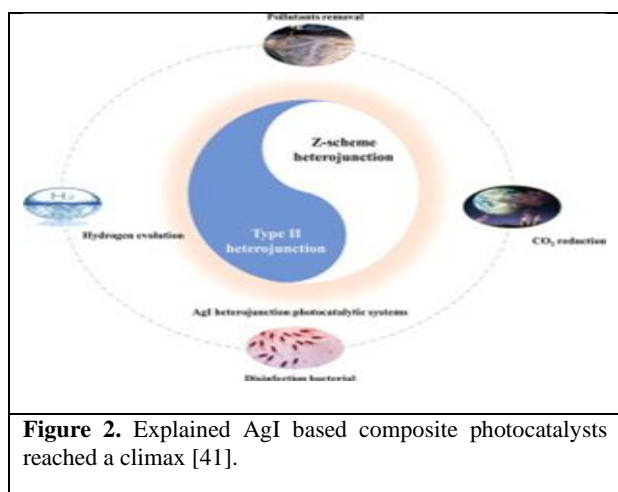 Pollutants removal
Z-scheme
heterojunction
H₂
Hydrogen evolution
Type II
heterojunction
CO₂ reduction
AgI heterojunction photocatalytic systems
Disinfection bacterial
Figure 2. Explained AgI based composite photocatalysts
reached a climax [41].